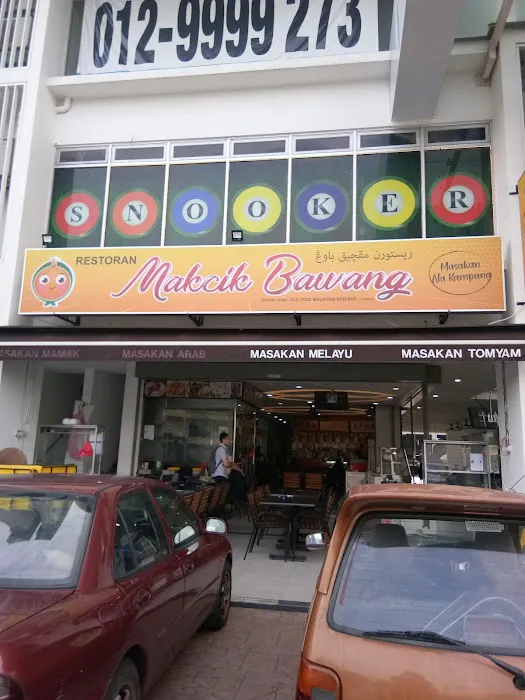 012-9999 273
SNOOKER
RESTORAN
ريستورن مقچيق باوڠ
Makcik Bawang
Masakan
Ala Kampung
MASAKAN MAMAK
MASAKAN ARAB
MASAKAN MELAYU
MASAKAN TOMYAM